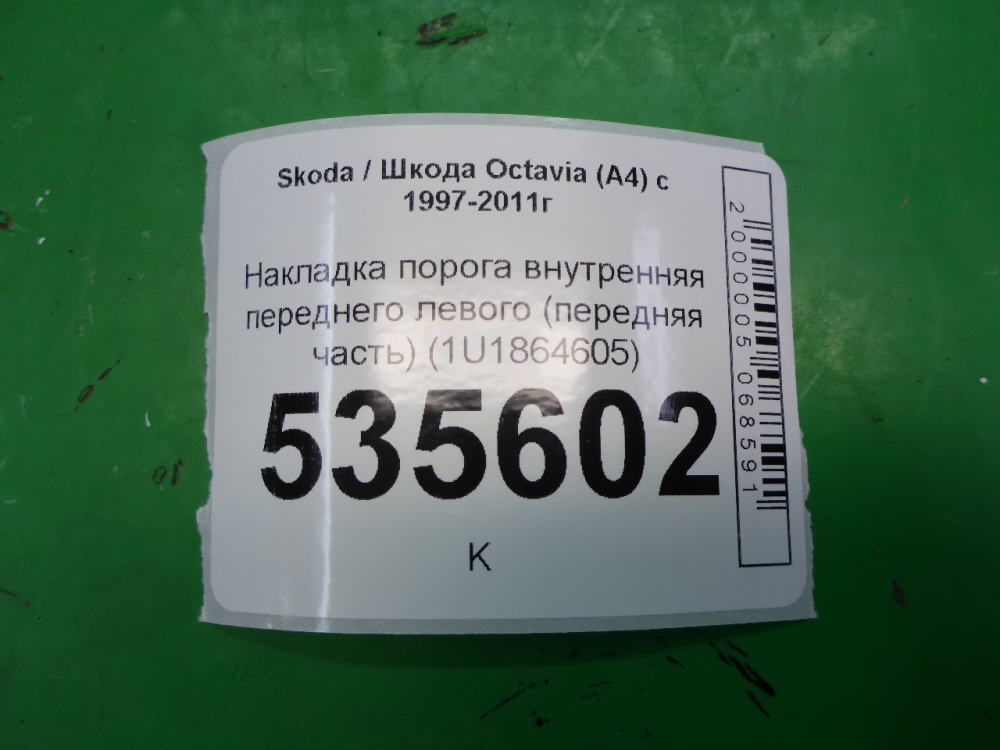 Skoda / Шкода Octavia (A4) с
1997-2011г
Накладка порога внутренняя
переднего левого (передняя
часть) (1U1864605)
535602
К
2000005068591